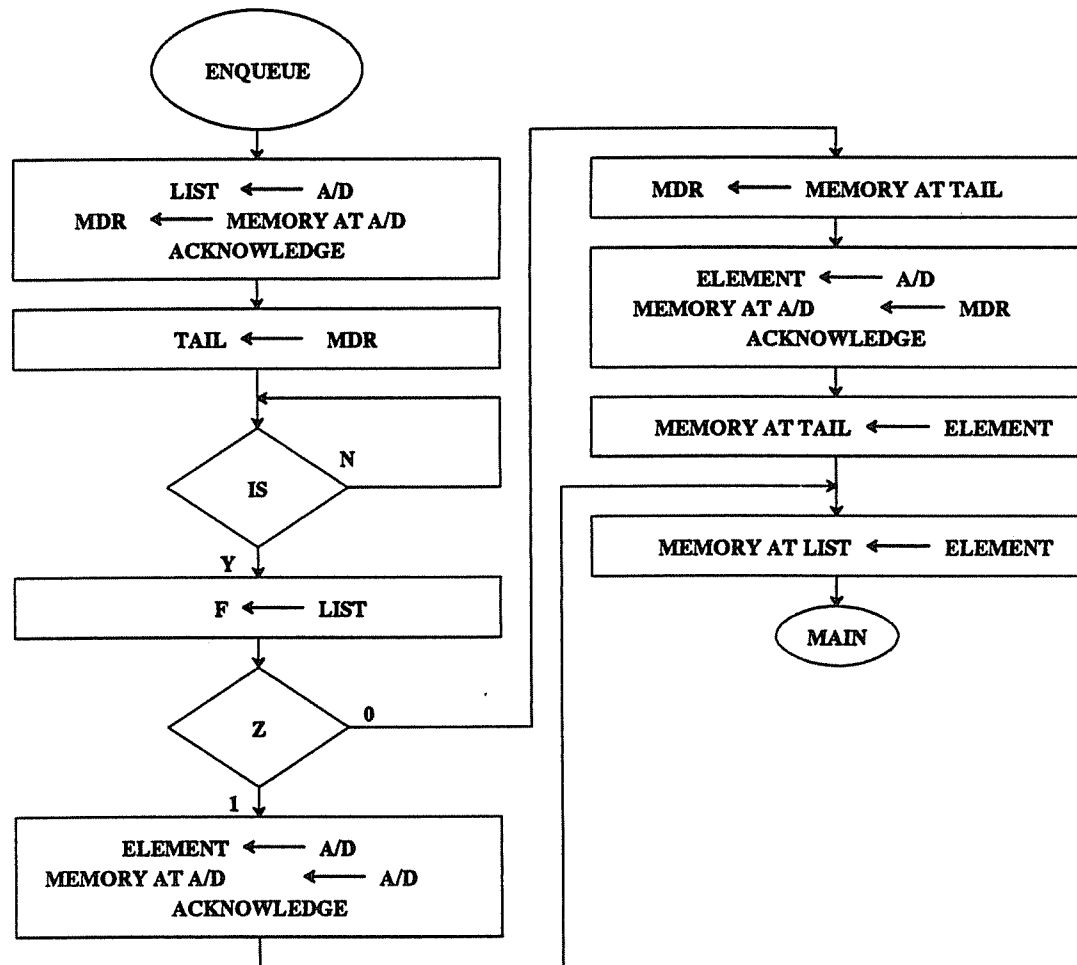 ENQUEUE
LIST ← A/D
MDR ← MEMORY AT A/D
ACKNOWLEDGE
TAIL ← MDR
IS
N
Y
F ← LIST
Z
0
1
ELEMENT ← A/D
MEMORY AT A/D ← A/D
ACKNOWLEDGE
MDR ← MEMORY AT TAIL
ELEMENT ← A/D
MEMORY AT A/D ← MDR
ACKNOWLEDGE
MEMORY AT TAIL ← ELEMENT
MEMORY AT LIST ← ELEMENT
MAIN